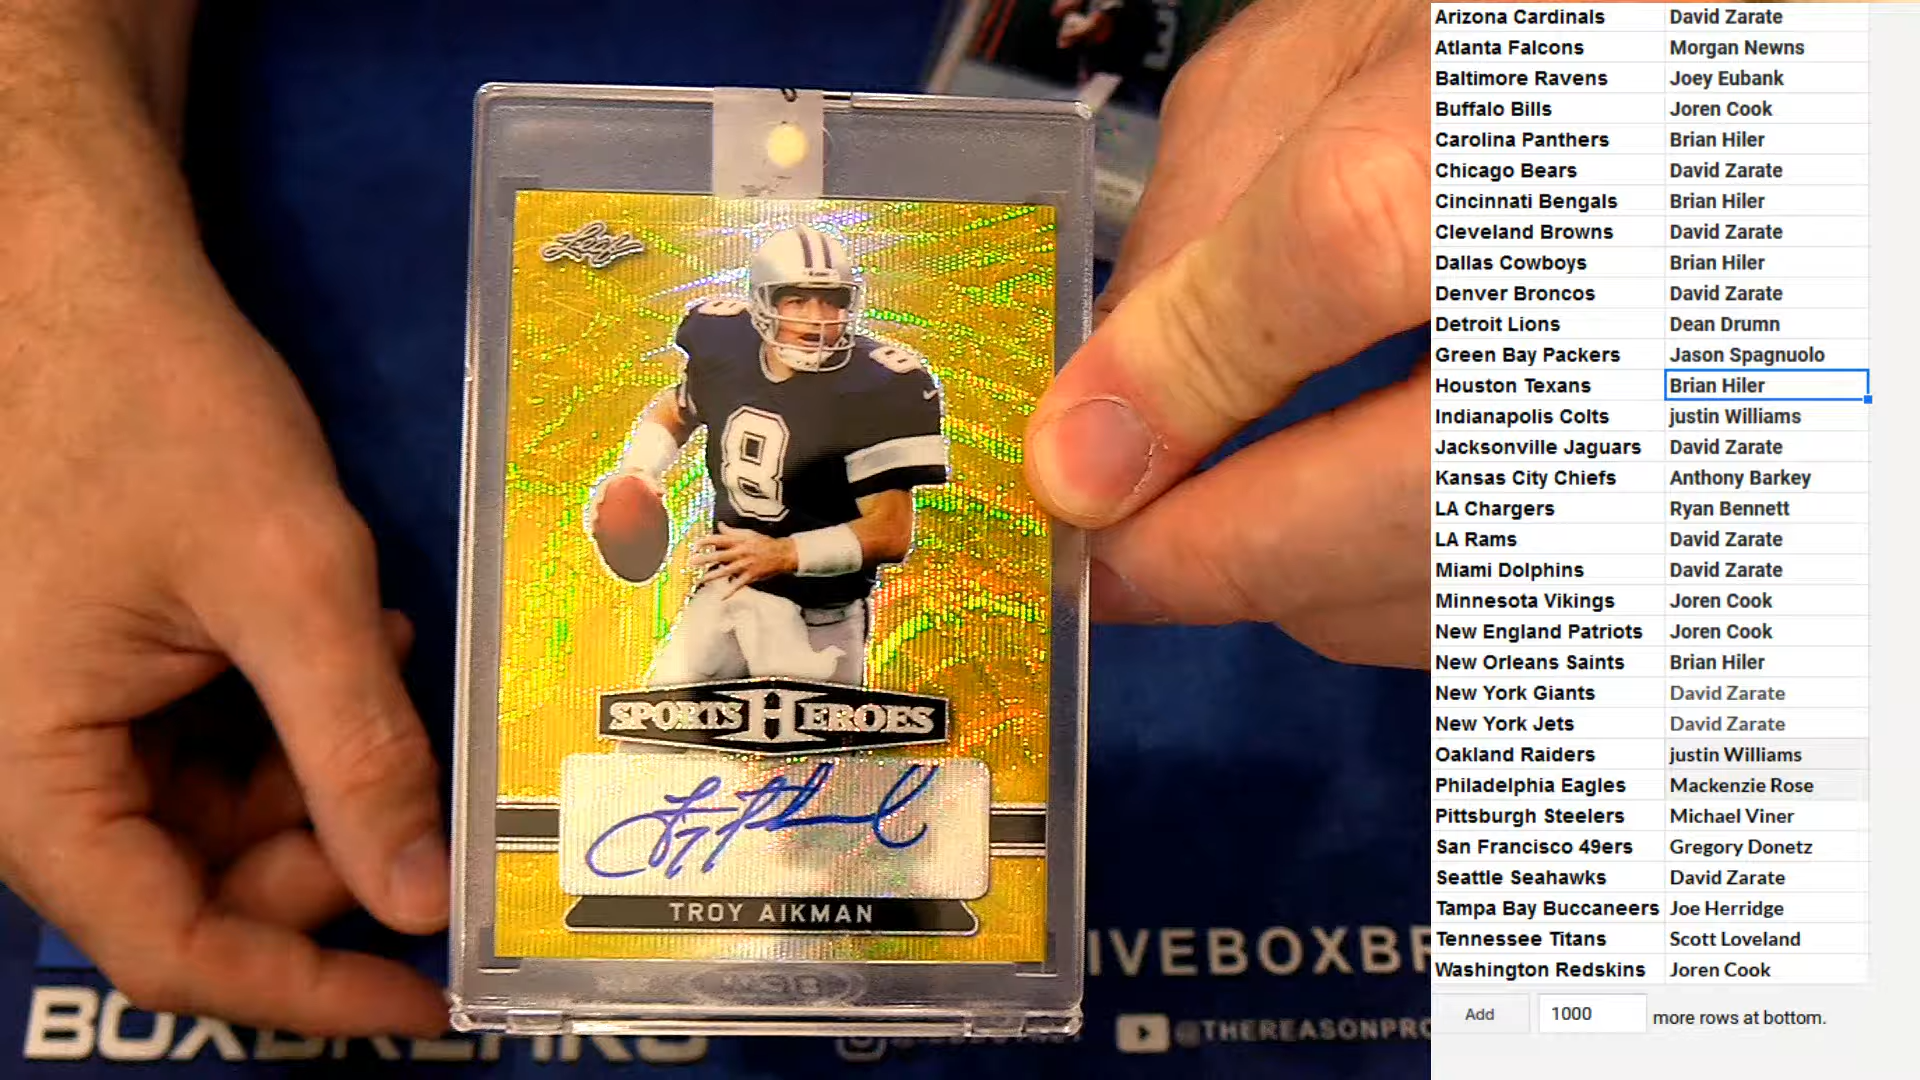 Leaf
8
8
8
SPORTS HEROES
Troy Aikman
TROY AIKMAN
BOXBREAKS
IVEBOXBR
@THEREASONPRO
Arizona Cardinals David Zarate
Atlanta Falcons Morgan Newns
Baltimore Ravens Joey Eubank
Buffalo Bills Joren Cook
Carolina Panthers Brian Hiler
Chicago Bears David Zarate
Cincinnati Bengals Brian Hiler
Cleveland Browns David Zarate
Dallas Cowboys Brian Hiler
Denver Broncos David Zarate
Detroit Lions Dean Drumn
Green Bay Packers Jason Spagnuolo
Houston Texans Brian Hiler
Indianapolis Colts justin Williams
Jacksonville Jaguars David Zarate
Kansas City Chiefs Anthony Barkey
LA Chargers Ryan Bennett
LA Rams David Zarate
Miami Dolphins David Zarate
Minnesota Vikings Joren Cook
New England Patriots Joren Cook
New Orleans Saints Brian Hiler
New York Giants David Zarate
New York Jets David Zarate
Oakland Raiders justin Williams
Philadelphia Eagles Mackenzie Rose
Pittsburgh Steelers Michael Viner
San Francisco 49ers Gregory Donetz
Seattle Seahawks David Zarate
Tampa Bay Buccaneers Joe Herridge
Tennessee Titans Scott Loveland
Washington Redskins Joren Cook
Add 1000 more rows at bottom.